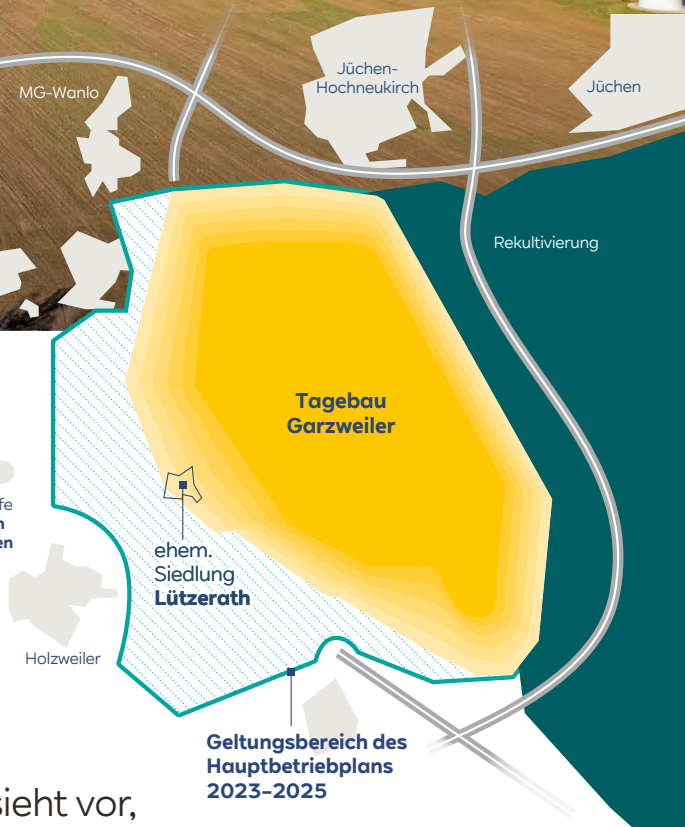 MG-Wanlo
Jüchen-
Hochneukirch
Jüchen
Rekultivierung
Tagebau
Garzweiler
ehem.
Siedlung
Lützerath
Holzweiler
Geltungsbereich des
Hauptbetriebplans
2023–2025
sieht vor,